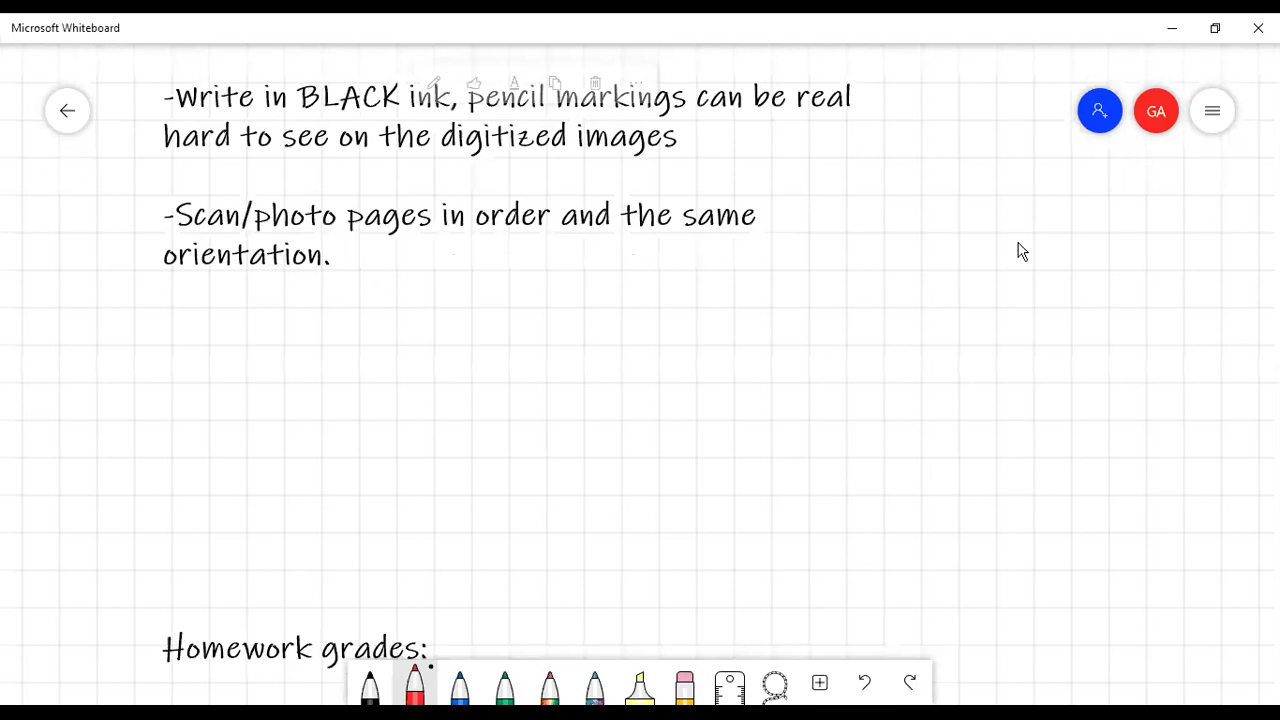 Microsoft Whiteboard
-Write in BLACK ink, pencil markings can be real
hard to see on the digitized images
GA
-Scan/photo pages in order and the same
orientation.
Homework grades: